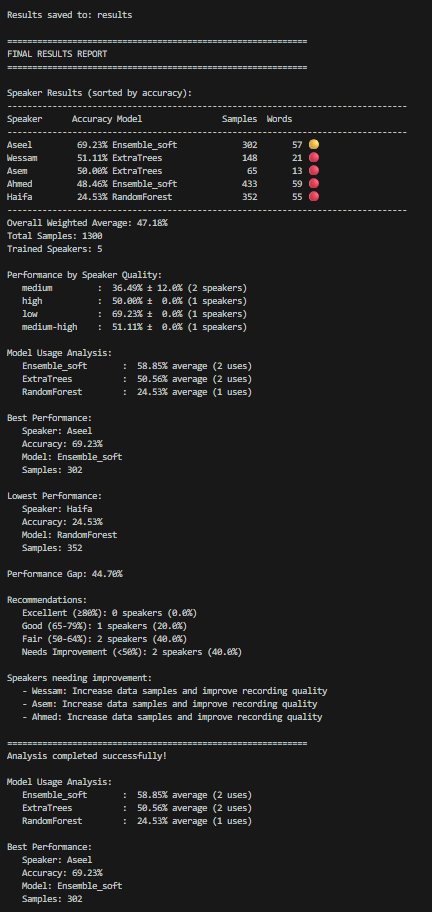 Results saved to: results
============================================================
FINAL RESULTS REPORT
============================================================
Speaker Results (sorted by accuracy):
--------------------------------------------------------------------------------
Speaker      Accuracy Model                Samples  Words
--------------------------------------------------------------------------------
Aseel         69.23% Ensemble_soft             302       57 🟡
Wessam        51.11% ExtraTrees                148       21 🔴
Asem          50.00% ExtraTrees                 65       13 🔴
Ahmed         48.46% Ensemble_soft             433       59 🔴
Haifa         24.53% RandomForest              352       55 🔴
--------------------------------------------------------------------------------
Overall Weighted Average: 47.18%
Total Samples: 1300
Trained Speakers: 5
Performance by Speaker Quality:
   medium         :  36.49% ± 12.0% (2 speakers)
   high           :  50.00% ±  0.0% (1 speakers)
   low            :  69.23% ±  0.0% (1 speakers)
   medium-high    :  51.11% ±  0.0% (1 speakers)
Model Usage Analysis:
   Ensemble_soft       :  58.85% average (2 uses)
   ExtraTrees          :  50.56% average (2 uses)
   RandomForest        :  24.53% average (1 uses)
Best Performance:
   Speaker: Aseel
   Accuracy: 69.23%
   Model: Ensemble_soft
   Samples: 302
Lowest Performance:
   Speaker: Haifa
   Accuracy: 24.53%
   Model: RandomForest
   Samples: 352
Performance Gap: 44.70%
Recommendations:
   Excellent (≥80%): 0 speakers (0.0%)
   Good (65-79%): 1 speakers (20.0%)
   Fair (50-64%): 2 speakers (40.0%)
   Needs Improvement (<50%): 2 speakers (40.0%)
Speakers needing improvement:
   - Wessam: Increase data samples and improve recording quality
   - Asem: Increase data samples and improve recording quality
   - Ahmed: Increase data samples and improve recording quality
============================================================
Analysis completed successfully!
Model Usage Analysis:
   Ensemble_soft       :  58.85% average (2 uses)
   ExtraTrees          :  50.56% average (2 uses)
   RandomForest        :  24.53% average (1 uses)
Best Performance:
   Speaker: Aseel
   Accuracy: 69.23%
   Model: Ensemble_soft
   Samples: 302